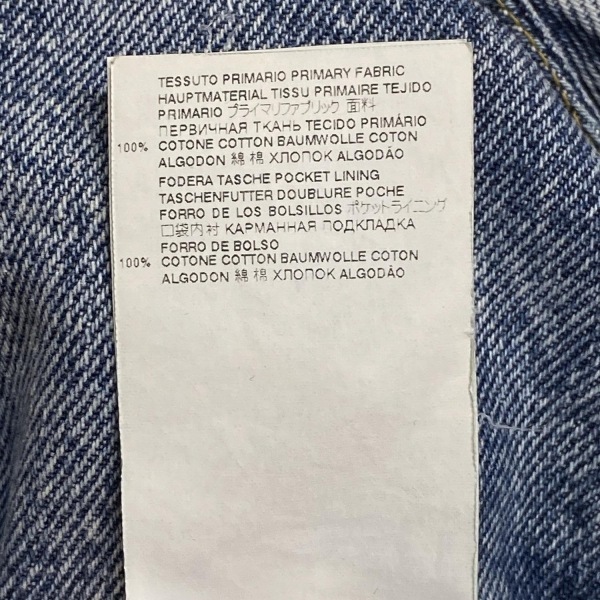 TESSUTO PRIMARIO PRIMARY FABRIC
HAUPTMATERIAL TISSU PRIMAIRE TEJIDO
PRIMARIO プライマリファブリック 面料
ПЕРВИЧНАЯ ТКАНЬ TECIDO PRIMÁRIO
100% COTONE COTTON BAUMWOLLE COTON
ALGODON 綿 棉 ХЛОПОК ALGODÃO
FODERA TASCHE POCKET LINING
TASCHENFUTTER DOUBLURE POCHE
FORRO DE LOS BOLSILLOS ポケットライニング
口袋内衬 КАРМАННАЯ ПОДКЛАДКА
FORRO DE BOLSO
100% COTONE COTTON BAUMWOLLE COTON
ALGODON 綿 棉 ХЛОПОК ALGODÃO